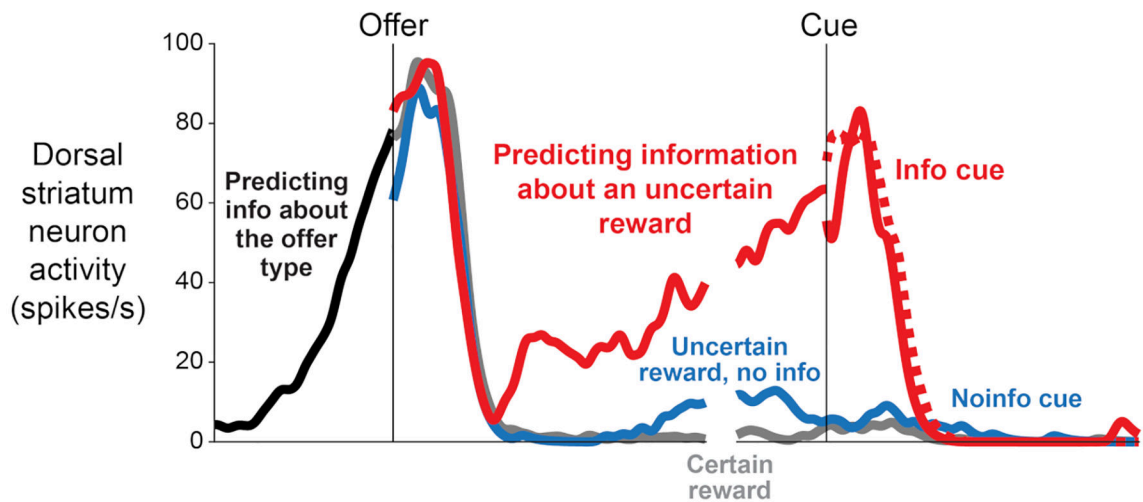 Offer
Cue
100
80
60
40
20
0
Dorsal
striatum
neuron
activity
(spikes/s)
Predicting
info about
the offer
type
Predicting information
about an uncertain
reward
Info cue
Uncertain
reward, no info
Noinfo cue
Certain
reward